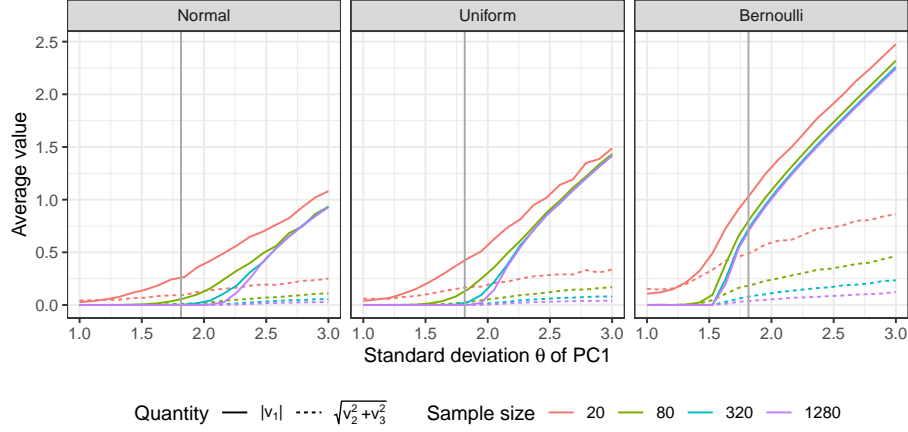 Normal Uniform Bernoulli
Average value
2.5
2.0
1.5
1.0
0.5
0.0
1.0 1.5 2.0 2.5 3.0 1.0 1.5 2.0 2.5 3.0 1.0 1.5 2.0 2.5 3.0
Standard deviation θ of PC1
Quantity |v₁| √(v₂²+v₃²) Sample size 20 80 320 1280